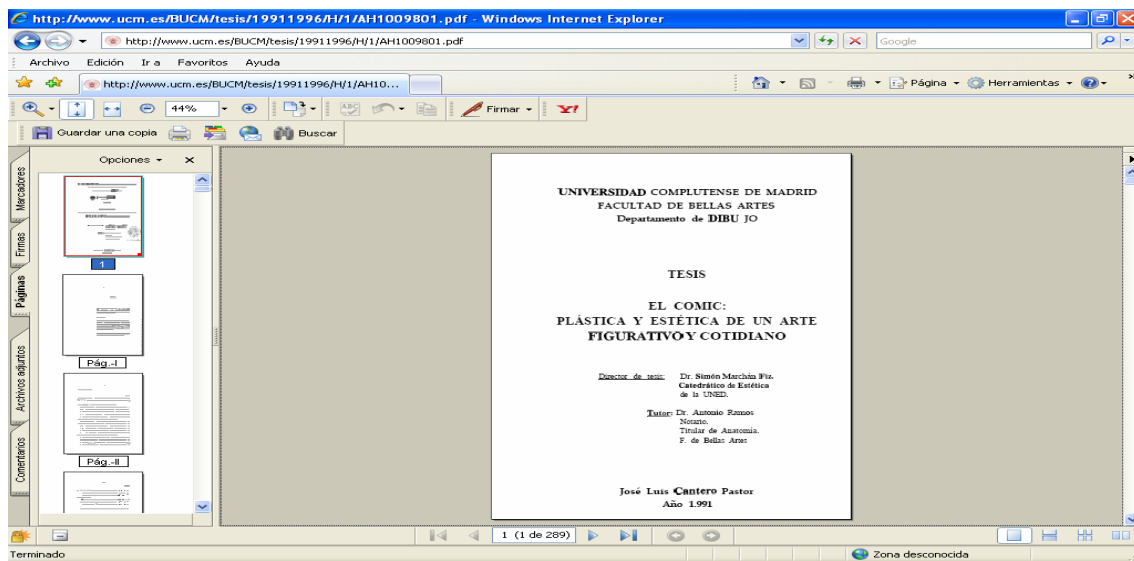 http://www.ucm.es/BUCM/tesis/19911996/H/1/AH1009801.pdf - Windows Internet Explorer
http://www.ucm.es/BUCM/tesis/19911996/H/1/AH1009801.pdf
Google
Archivo Edición Ir a Favoritos Ayuda
http://www.ucm.es/BUCM/tesis/19911996/H/1/AH10...
Página Herramientas
44%
Firmar
Y!
Guardar una copia
Buscar
Opciones
Marcadores
Firmas
Páginas
Archivos adjuntos
Comentarios
1
Pág.-I
Pág.-II
UNIVERSIDAD COMPLUTENSE DE MADRID
FACULTAD DE BELLAS ARTES
Departamento de DIBU JO
TESIS
EL COMIC:
PLÁSTICA Y ESTÉTICA DE UN ARTE
FIGURATIVO Y COTIDIANO
Director de tesis: Dr. Simón Marchán Fiz.
Catedrático de Estética
de la UNED.
Tutor: Dr. Antonio Ramos
Notario.
Titular de Anatomía.
F. de Bellas Artes
José Luis Cantero Pastor
Año 1.991
1 (1 de 289)
Terminado
Zona desconocida